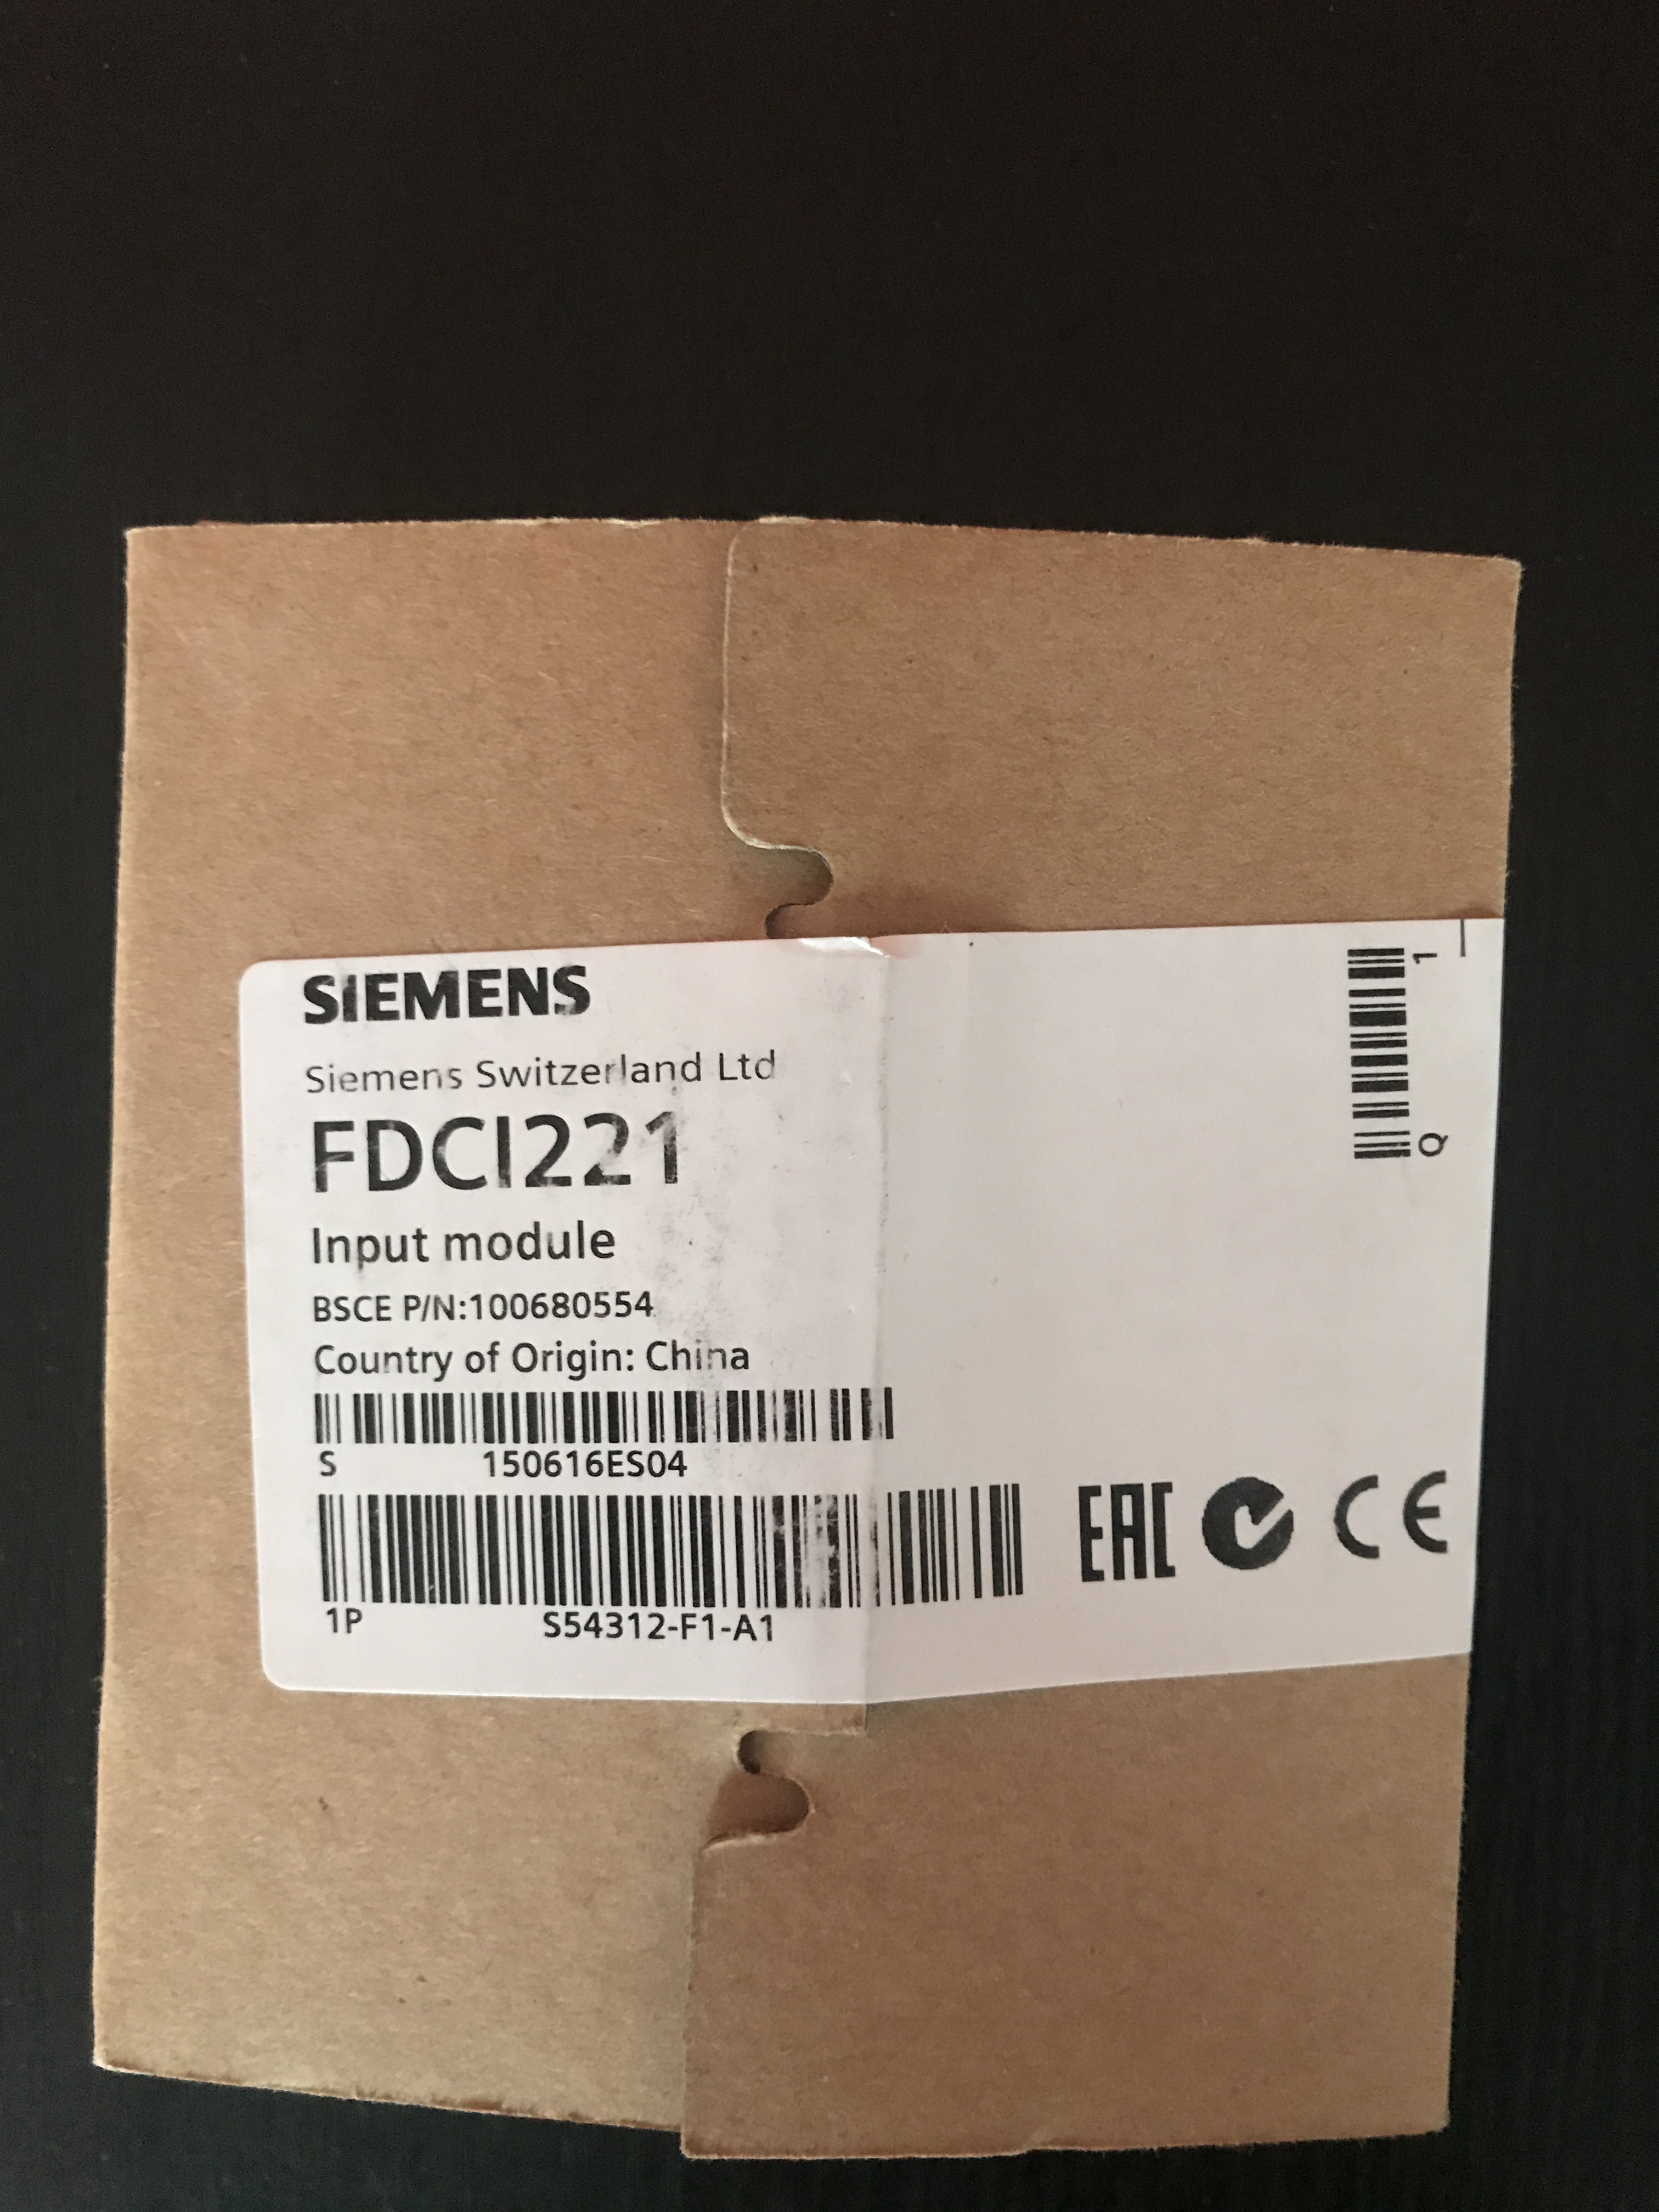 SIEMENS
Siemens Switzerland Ltd
FDCI221
Input module
BSCE P/N:100680554
Country of Origin: China
S 150616ES04
1P S54312-F1-A1
EAC CE
Q 1